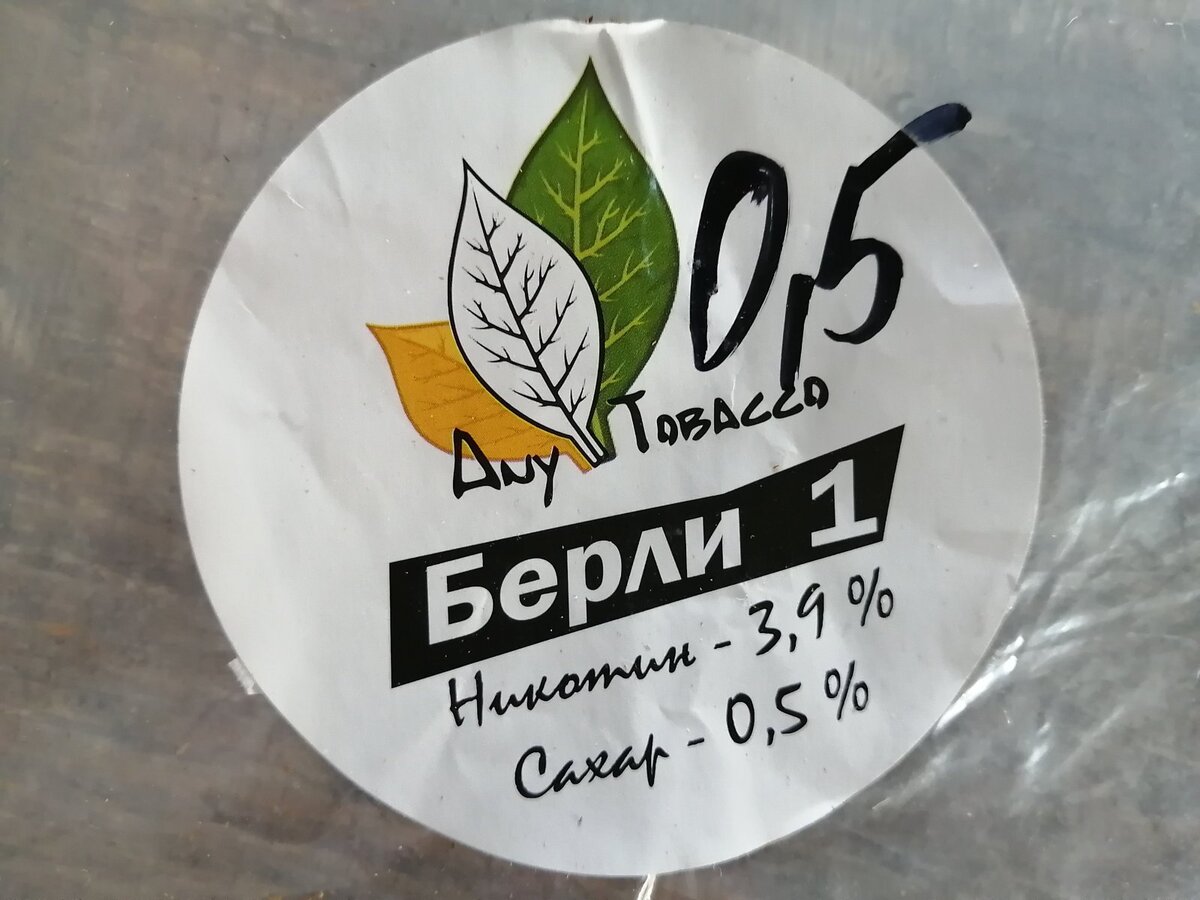 0,5
Any Tobacco
Берли 1
Никотин - 3,9 %
Сахар - 0,5 %